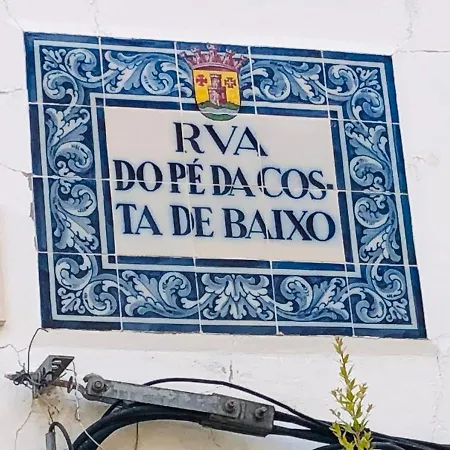 RVA
DO PÉ DA COS-
TA DE BAIXO